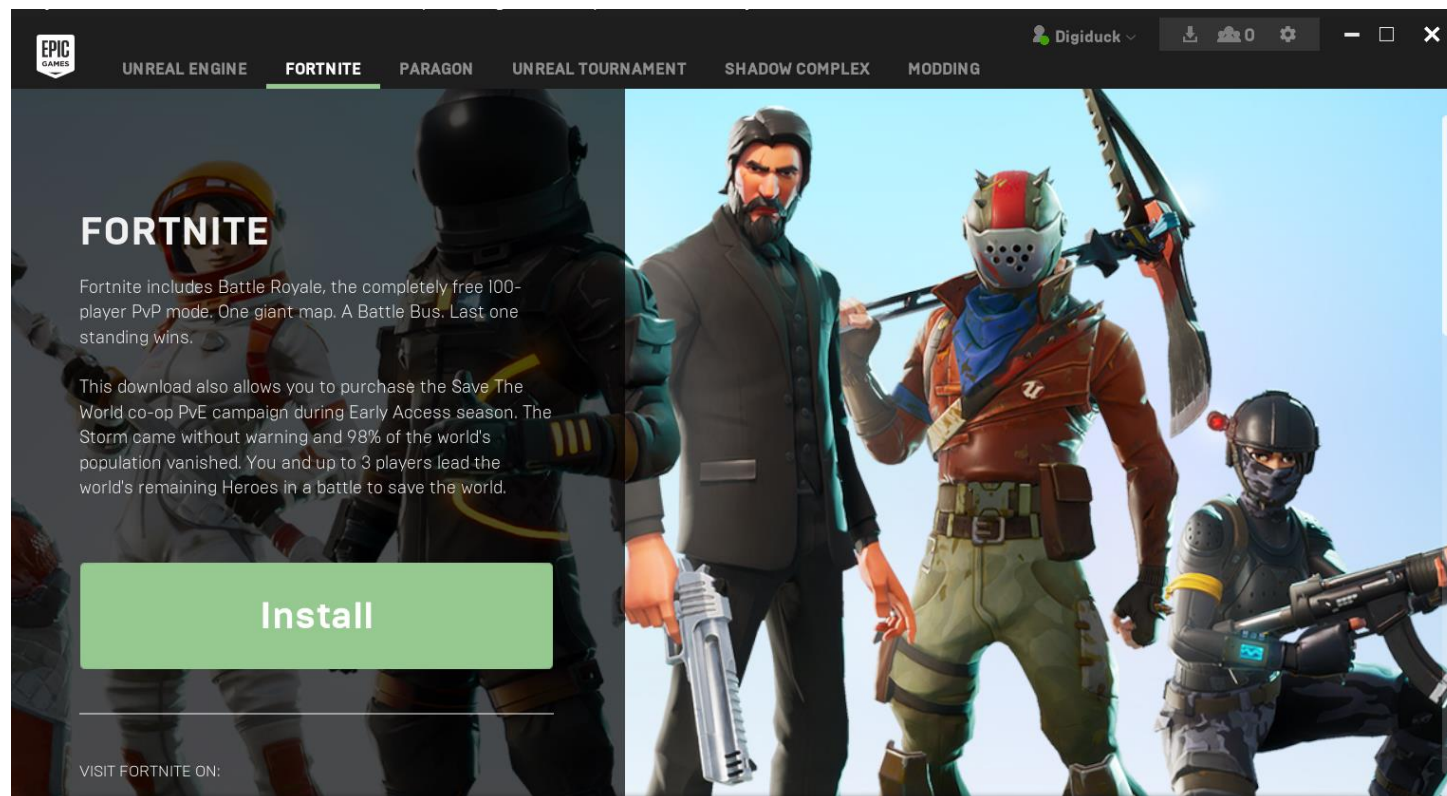 Digiduck
0
EPIC
GAMES
UNREAL ENGINE
FORTNITE
PARAGON
UNREAL TOURNAMENT
SHADOW COMPLEX
MODDING
FORTNITE
Fortnite includes Battle Royale, the completely free 100-
player PvP mode. One giant map. A Battle Bus. Last one
standing wins.
This download also allows you to purchase the Save The
World co-op PvE campaign during Early Access season. The
Storm came without warning and 98% of the world's
population vanished. You and up to 3 players lead the
world's remaining Heroes in a battle to save the world.
Install
VISIT FORTNITE ON: